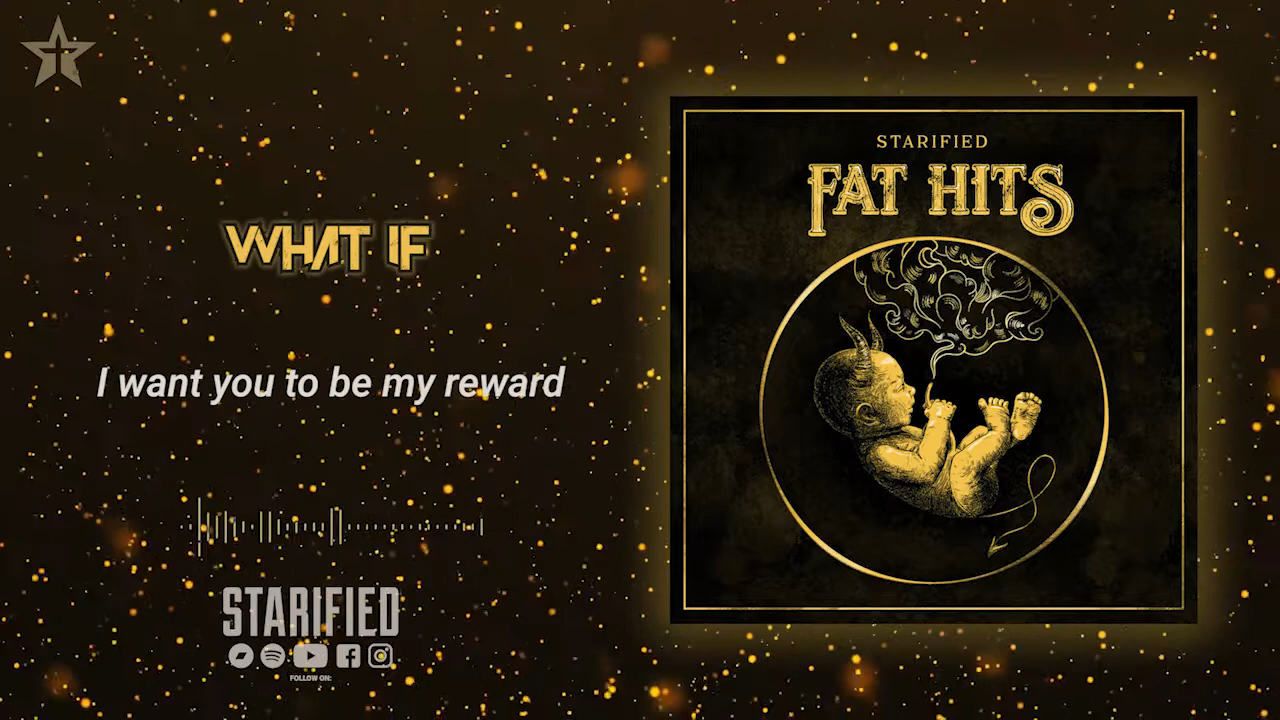 WHAT IF
I want you to be my reward
STARIFIED
FOLLOW ON:
STARIFIED
FAT HITS